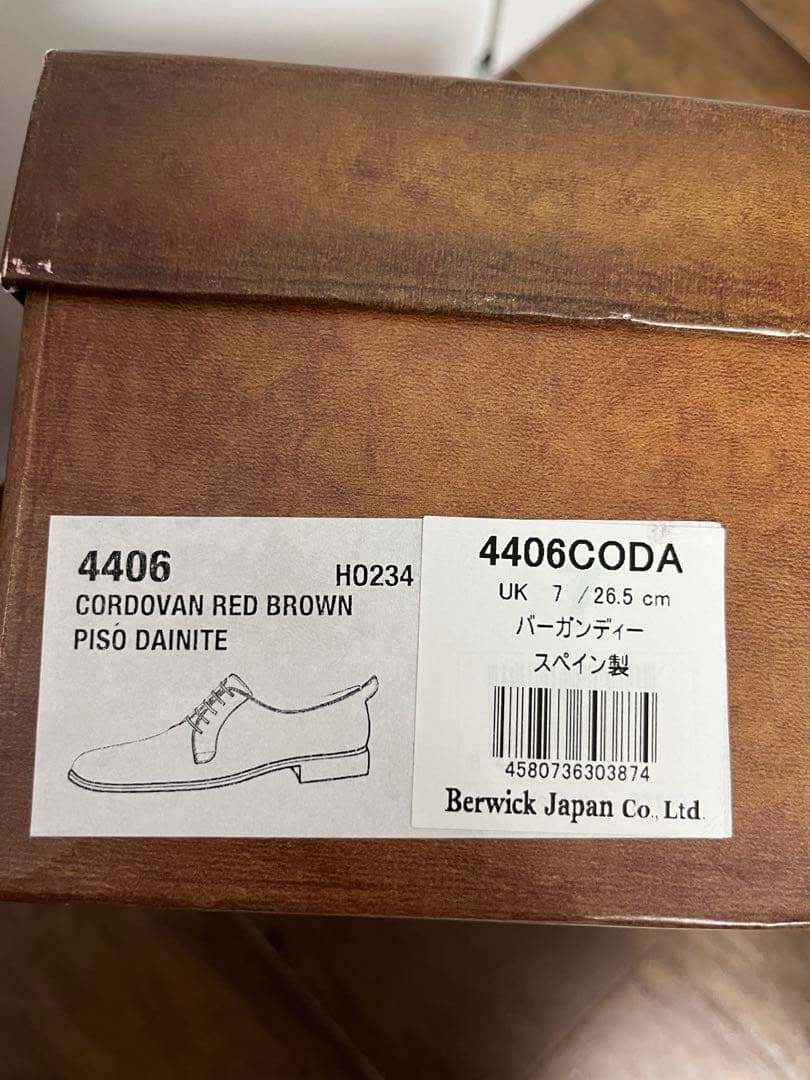 4406
H0234
CORDOVAN RED BROWN
PISÓ DAINITE
4406CODA
UK 7 /26.5 cm
バーガンディー
スペイン製
4580736303874
Berwick Japan Co., Ltd.